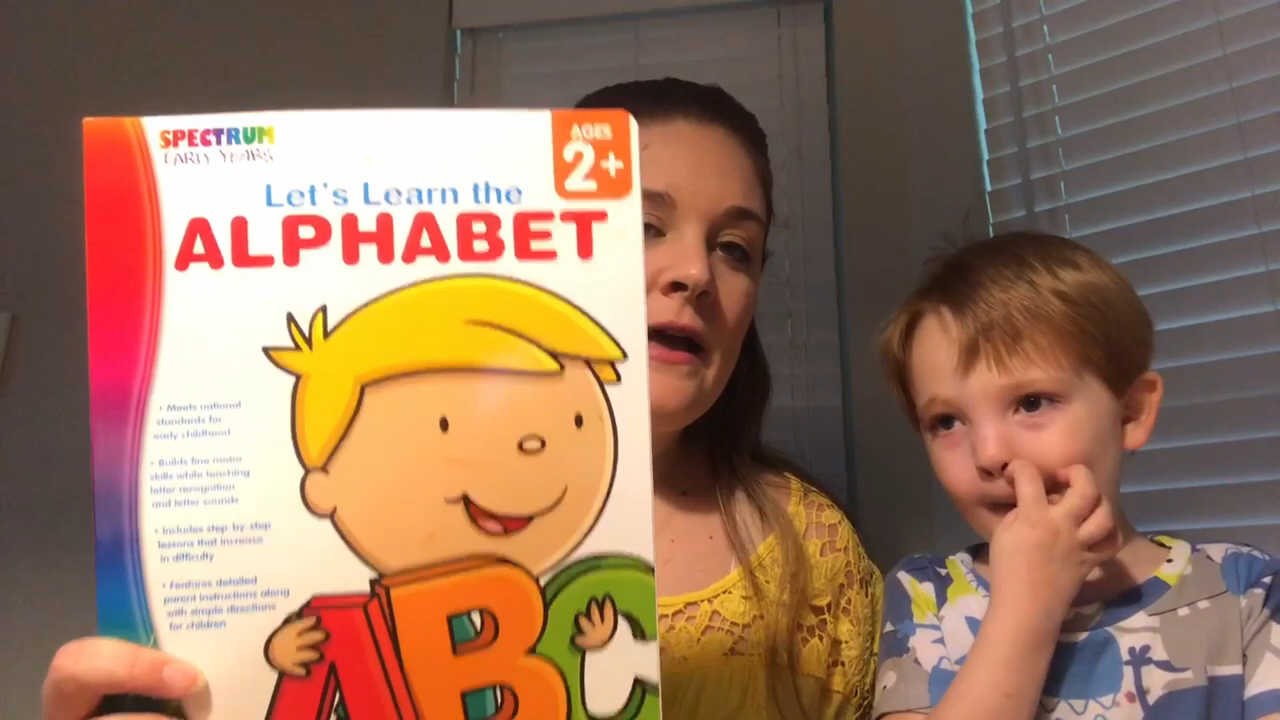 SPECTRUM
EARLY YEARS
AGES
2+
Let's Learn the
ALPHABET
• Meets national
standards for
early childhood
• Builds fine motor
skills while teaching
letter recognition
and letter sounds
• Includes step-by-step
lessons that increase
in difficulty
• Features detailed
parent instructions along
with simple directions
for children
ABC